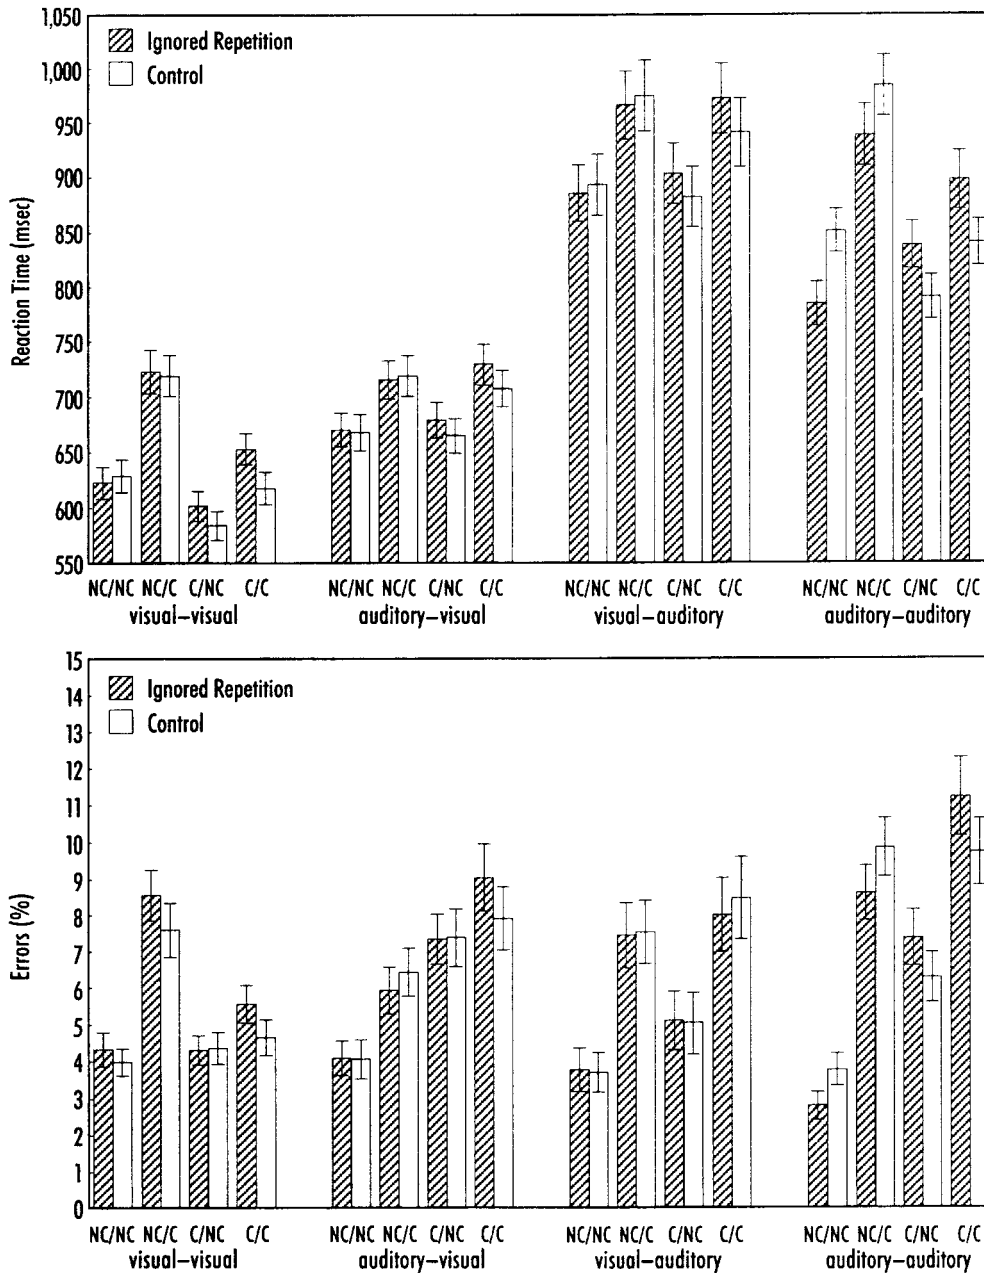 1,050
1,000
950
900
850
800
750
700
650
600
550
Reaction Time (msec)
Ignored Repetition
Control
NC/NC NC/C C/NC C/C NC/NC NC/C C/NC C/C NC/NC NC/C C/NC C/C NC/NC NC/C C/NC C/C
visual–visual auditory–visual visual–auditory auditory–auditory
15
14
13
12
11
10
9
8
7
6
5
4
3
2
1
0
Errors (%)
Ignored Repetition
Control
NC/NC NC/C C/NC C/C NC/NC NC/C C/NC C/C NC/NC NC/C C/NC C/C NC/NC NC/C C/NC C/C
visual–visual auditory–visual visual–auditory auditory–auditory